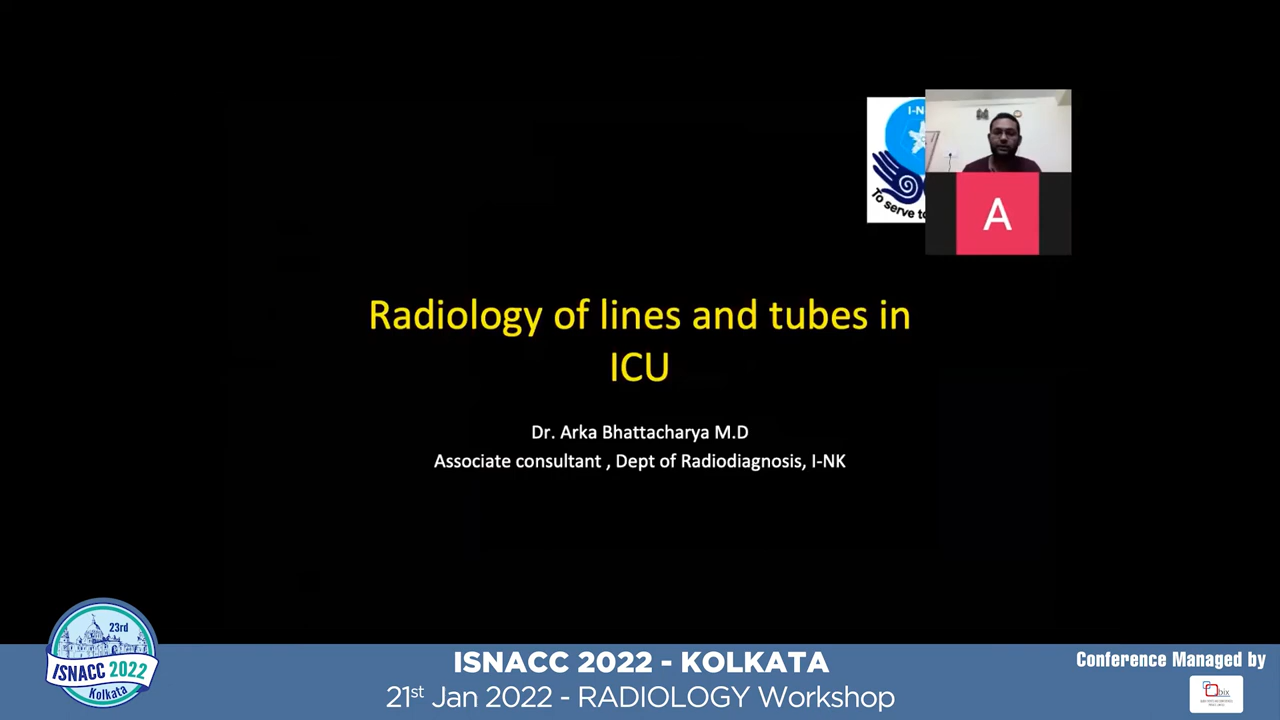 I-N
To serve to
A
Radiology of lines and tubes in
ICU
Dr. Arka Bhattacharya M.D
Associate consultant , Dept of Radiodiagnosis, I-NK
23rd
ISNACC 2022
Kolkata
ISNACC 2022 - KOLKATA
21st Jan 2022 - RADIOLOGY Workshop
Conference Managed by